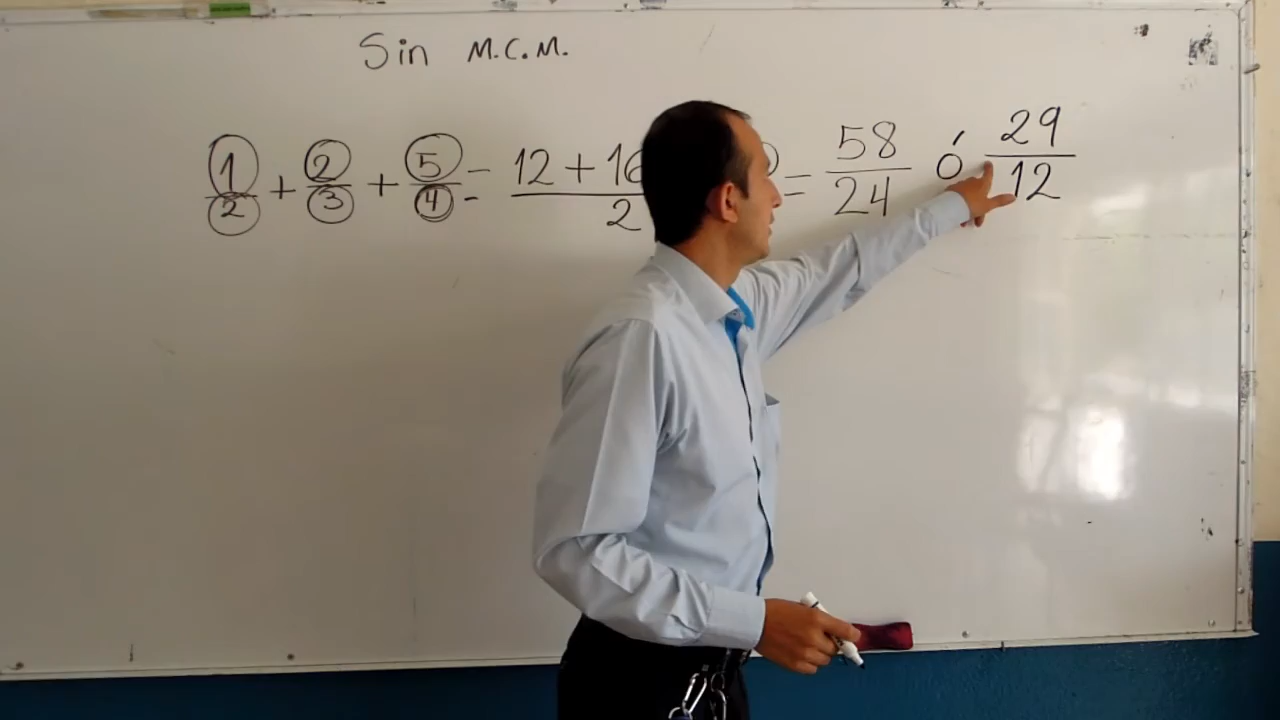 Sin M.C.M.
1/2 + 2/3 + 5/4 = 12 + 16 / 2 = 58/24 ó 29/12